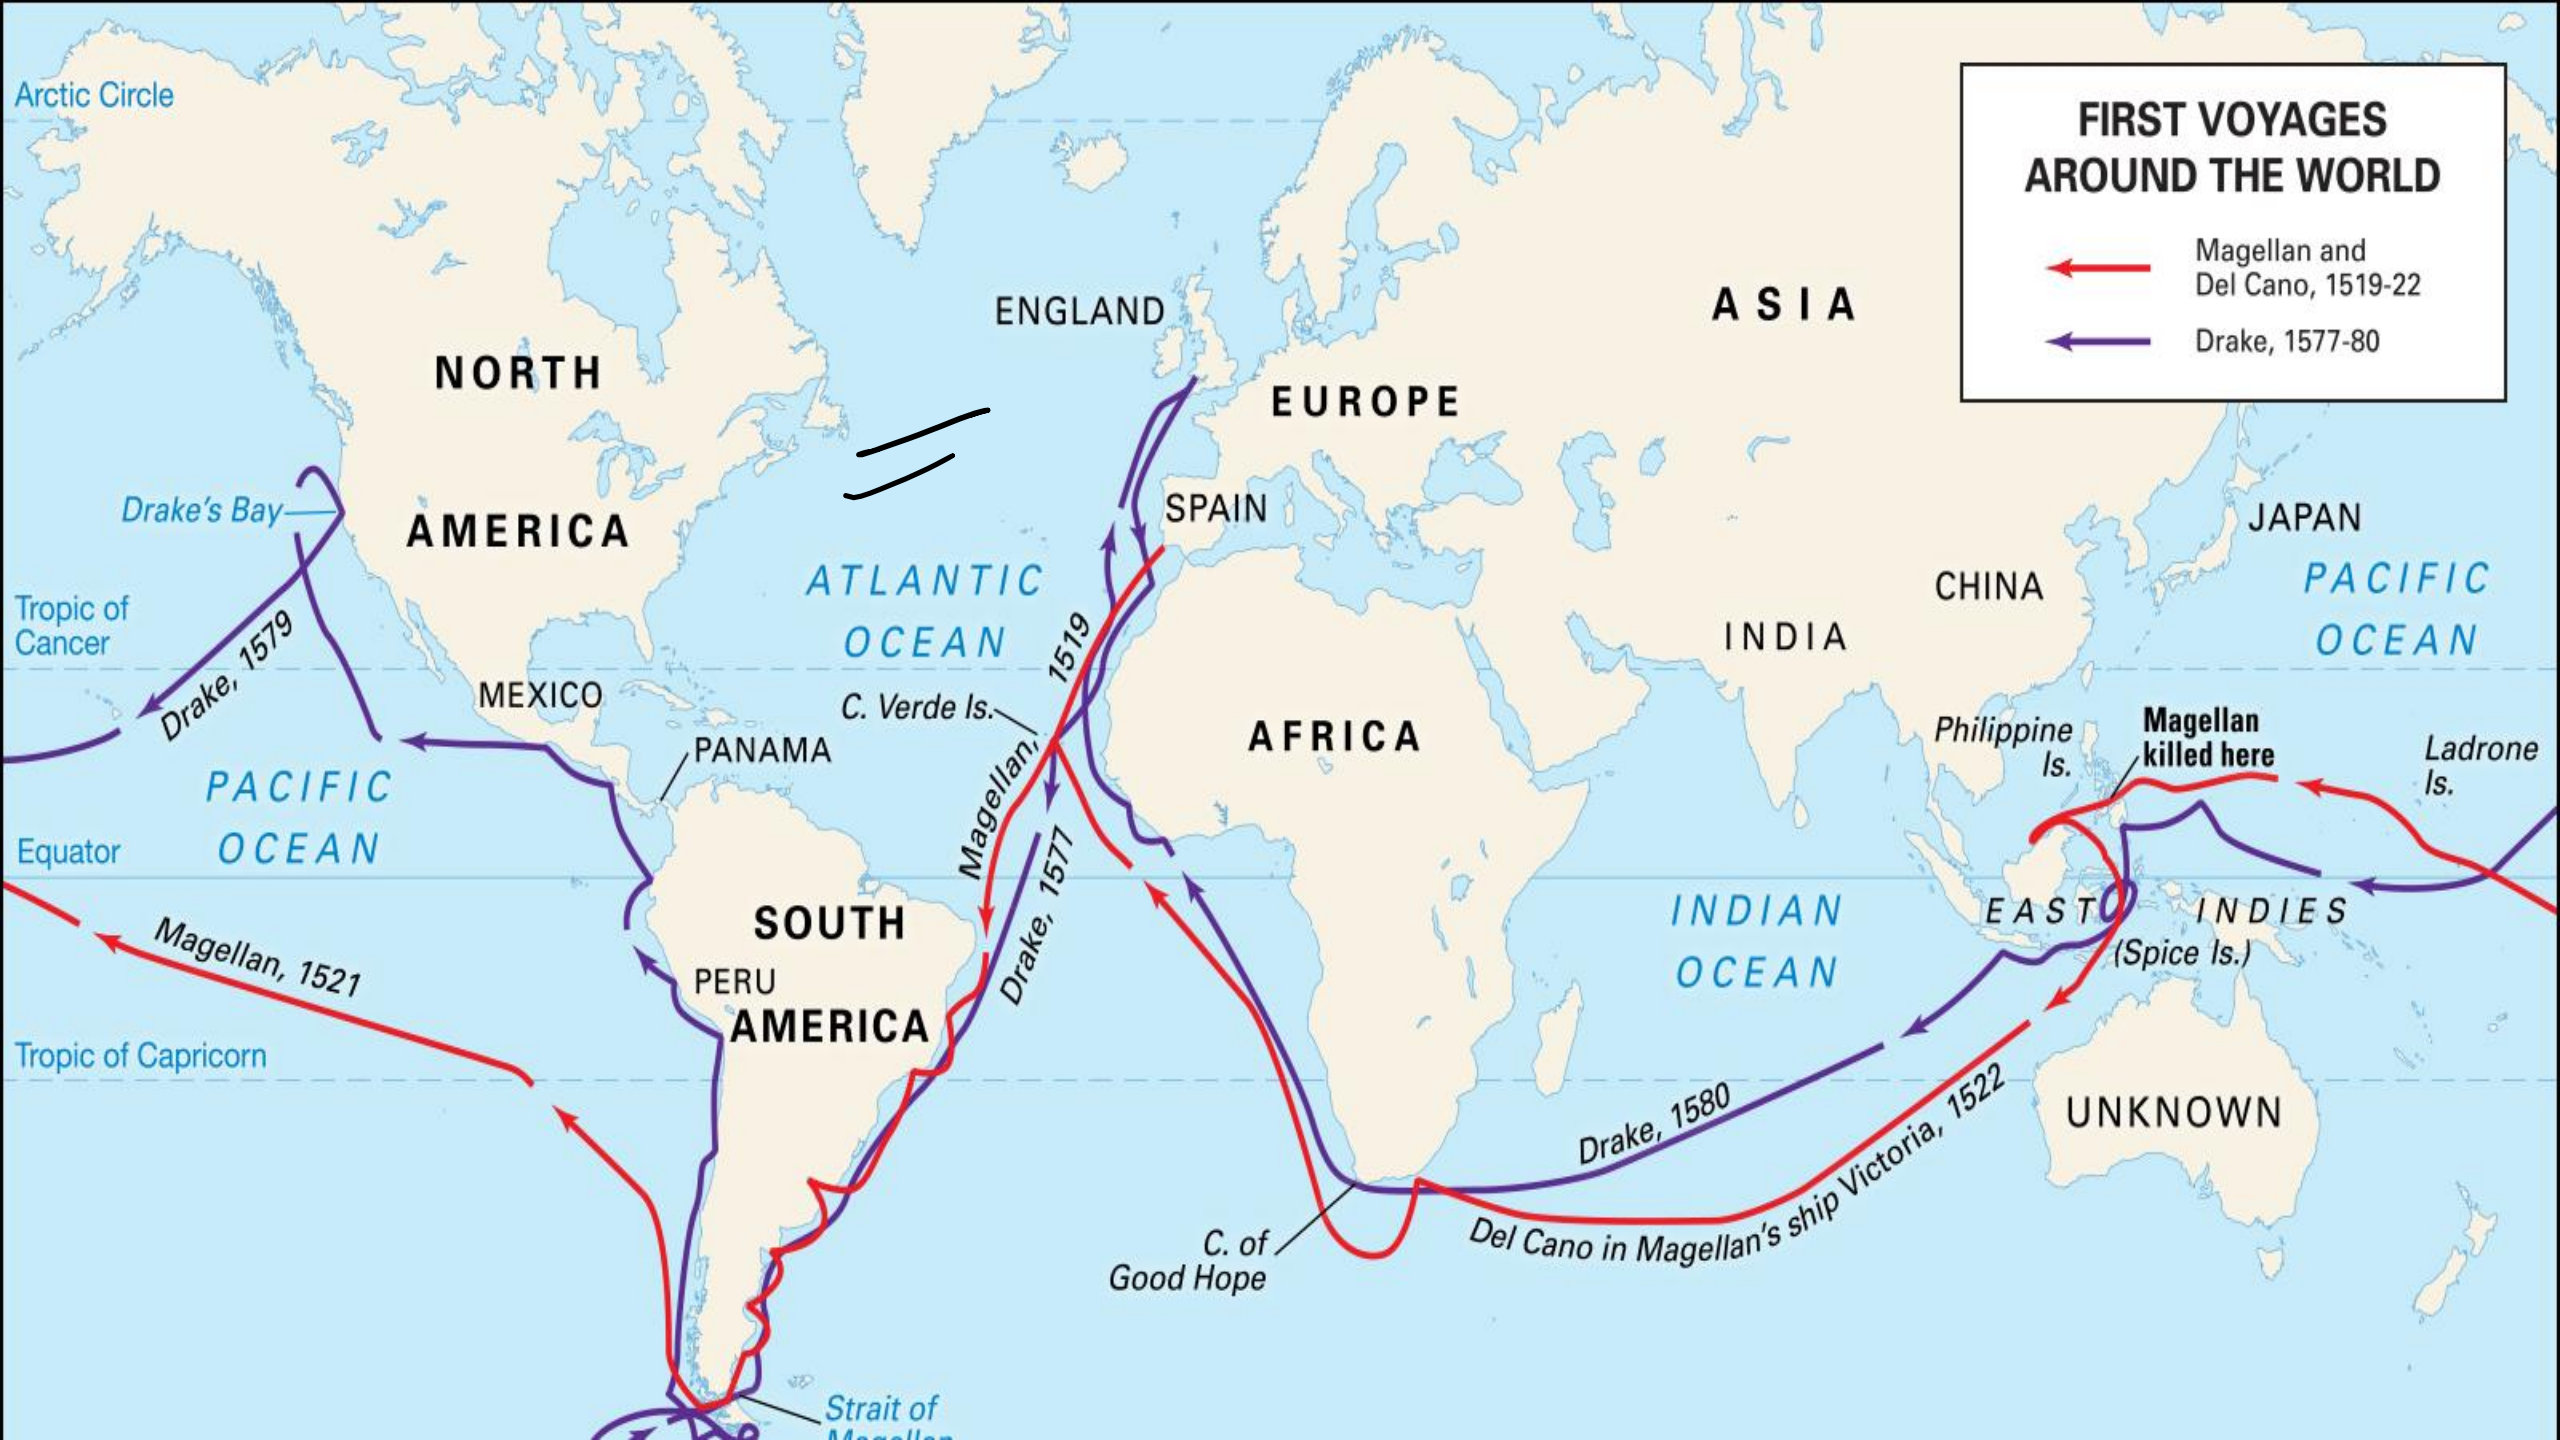 Arctic Circle
FIRST VOYAGES
AROUND THE WORLD
Magellan and
Del Cano, 1519-22
Drake, 1577-80
ENGLAND
ASIA
NORTH
AMERICA
EUROPE
Drake's Bay
SPAIN
JAPAN
ATLANTIC
OCEAN
CHINA
PACIFIC
OCEAN
Tropic of
Cancer
INDIA
Drake, 1579
MEXICO
C. Verde Is.
Magellan, 1519
AFRICA
Philippine
Is.
Magellan
killed here
Ladrone
Is.
PANAMA
PACIFIC
OCEAN
Equator
Drake, 1577
SOUTH
AMERICA
PERU
INDIAN
OCEAN
EAST INDIES
(Spice Is.)
Magellan, 1521
Tropic of Capricorn
UNKNOWN
Drake, 1580
Del Cano in Magellan's ship Victoria, 1522
C. of
Good Hope
Strait of
Magellan